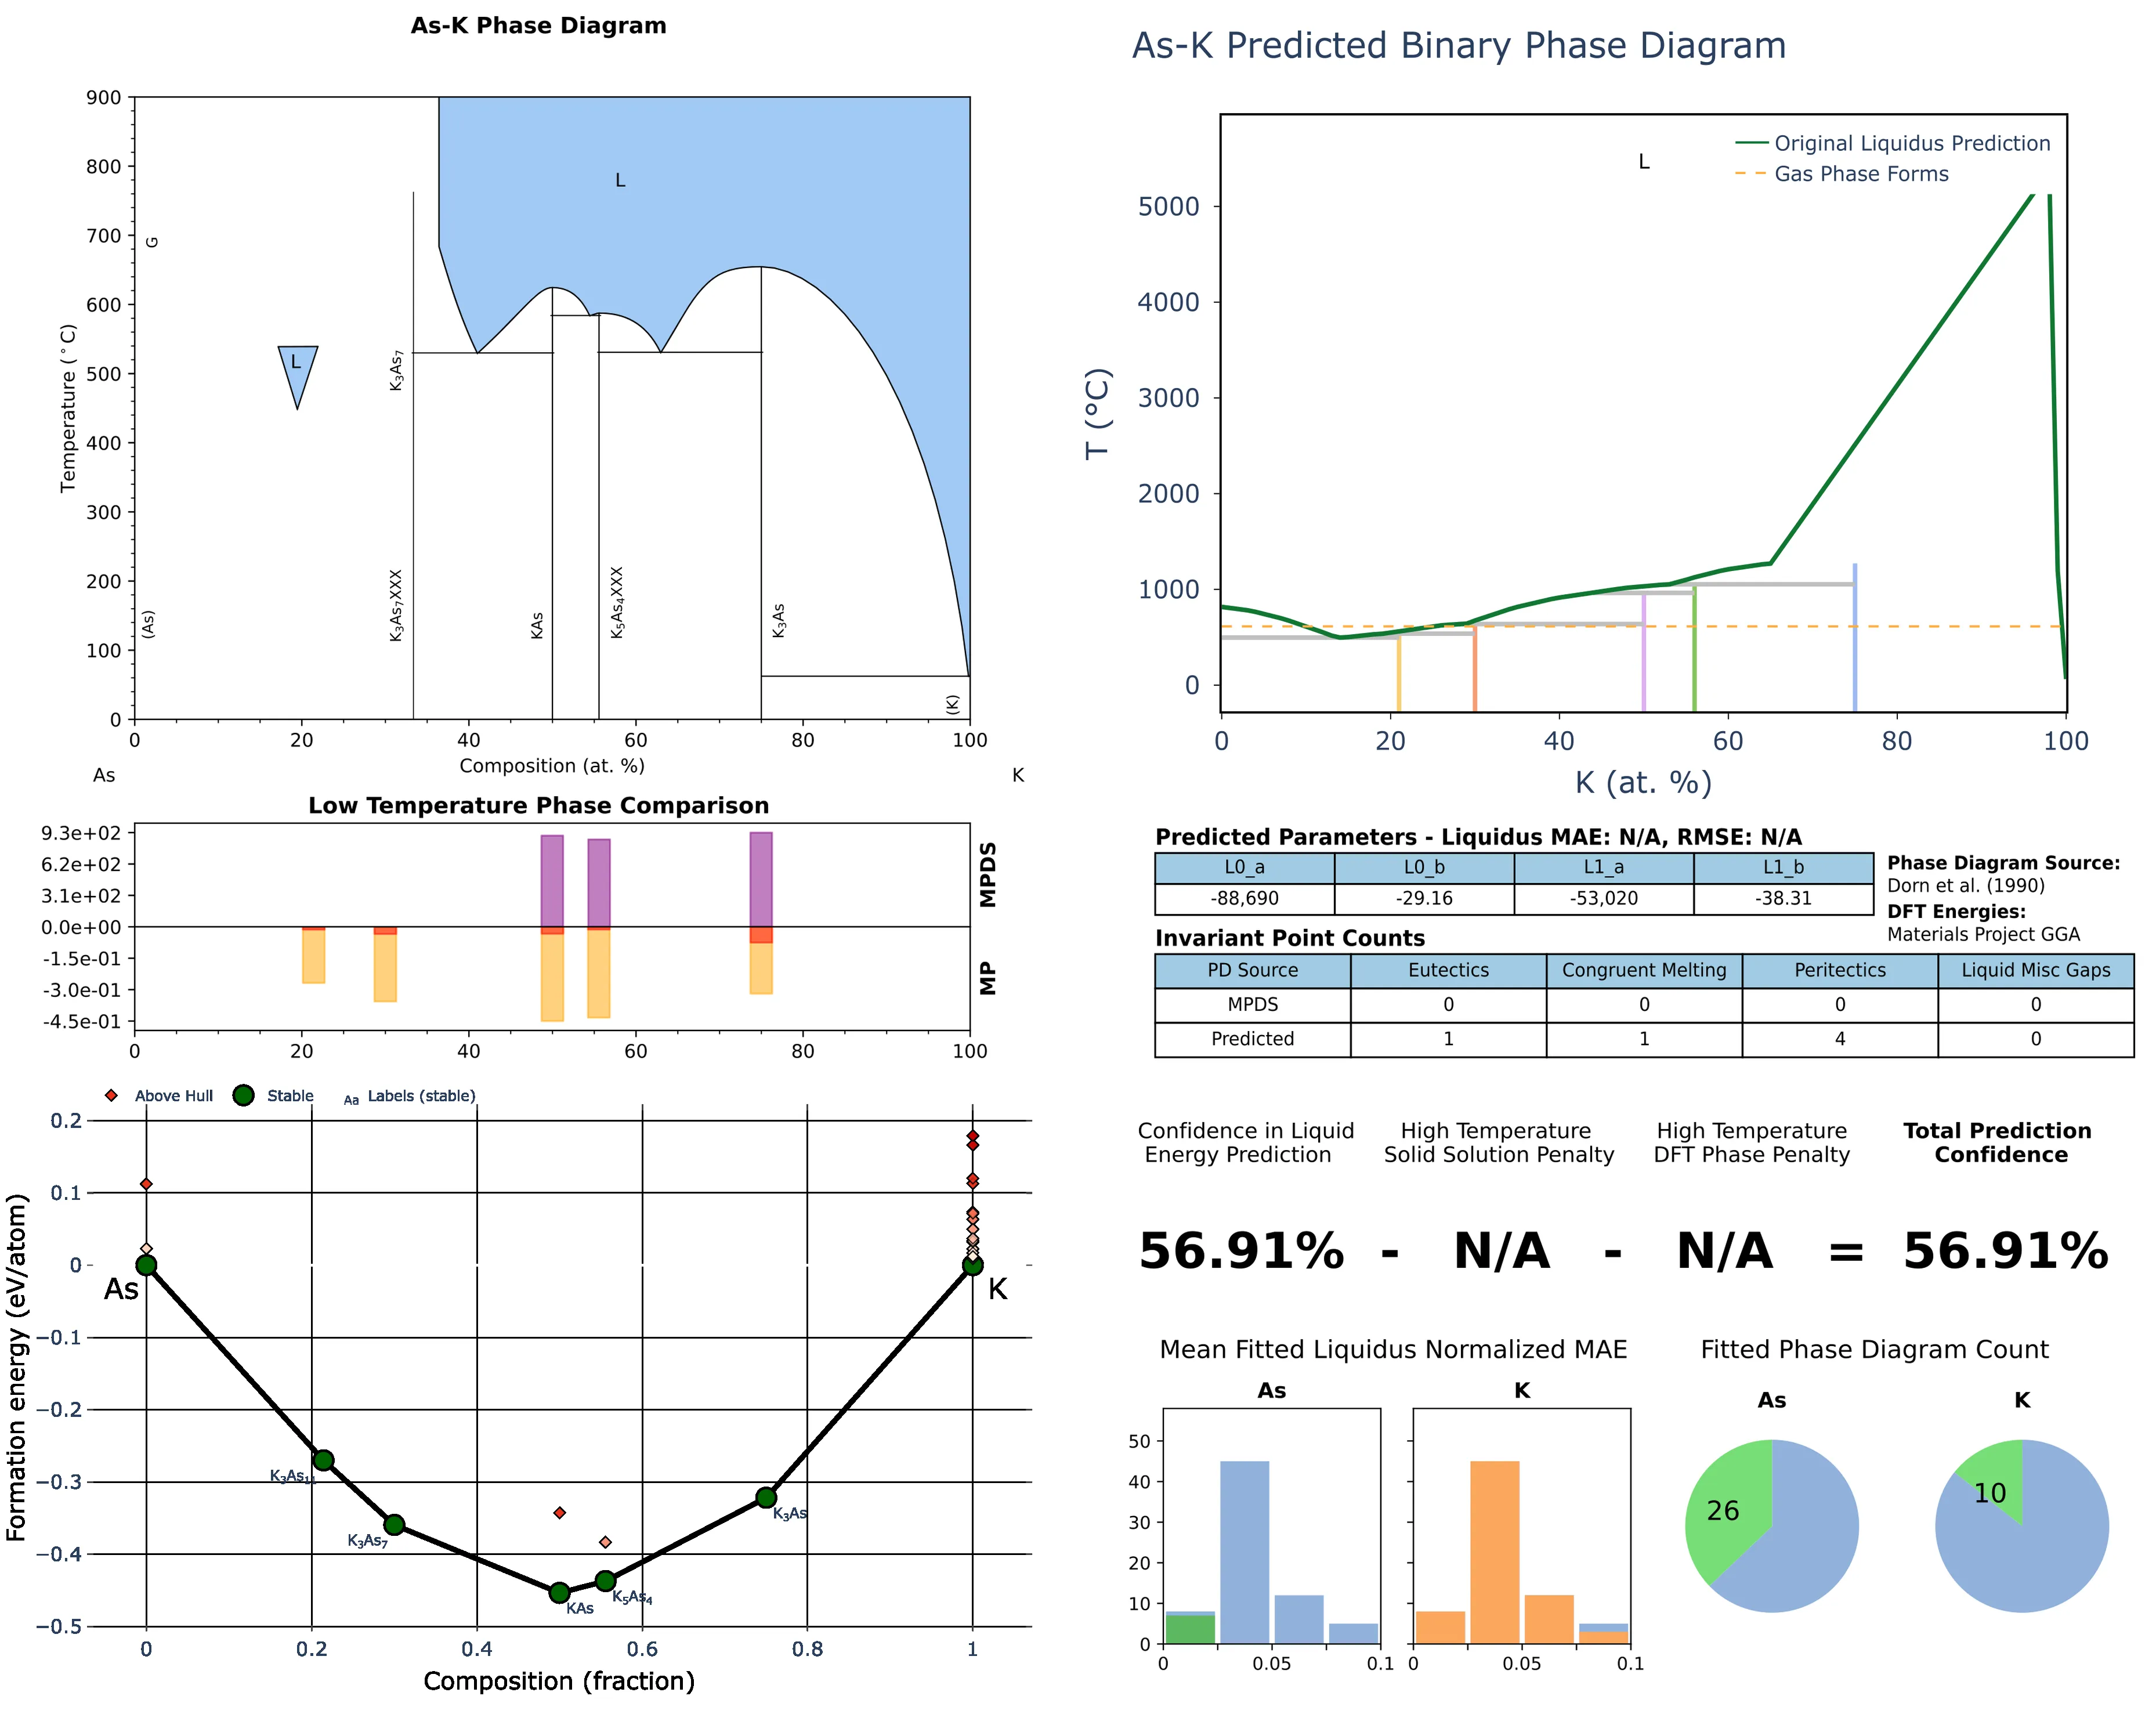 As-K Phase Diagram
900
800
700
600
500
400
300
200
100
0
Temperature (°C)
G
(As)
L
L
K3As7
K3As7XXX
KAs
K5As4XXX
K3As
(K)
0 20 40 60 80 100
Composition (at. %)
As K
Low Temperature Phase Comparison
9.3e+02
6.2e+02
3.1e+02
0.0e+00
-1.5e-01
-3.0e-01
-4.5e-01
MPDS
MP
0 20 40 60 80 100
Above Hull Stable Aa Labels (stable)
0.2
0.1
0
−0.1
−0.2
−0.3
−0.4
−0.5
Formation energy (eV/atom)
As
K
K3As11
K3As7
KAs
K5As4
K3As
0 0.2 0.4 0.6 0.8 1
Composition (fraction)
As-K Predicted Binary Phase Diagram
L
Original Liquidus Prediction
Gas Phase Forms
5000
4000
3000
2000
1000
0
T (°C)
0 20 40 60 80 100
K (at. %)
Predicted Parameters - Liquidus MAE: N/A, RMSE: N/A
L0_a L0_b L1_a L1_b
-88,690 -29.16 -53,020 -38.31
Phase Diagram Source:
Dorn et al. (1990)
DFT Energies:
Materials Project GGA
Invariant Point Counts
PD Source Eutectics Congruent Melting Peritectics Liquid Misc Gaps
MPDS 0 0 0 0
Predicted 1 1 4 0
Confidence in Liquid
Energy Prediction
High Temperature
Solid Solution Penalty
High Temperature
DFT Phase Penalty
Total Prediction
Confidence
56.91% - N/A - N/A = 56.91%
Mean Fitted Liquidus Normalized MAE
As K
50
40
30
20
10
0
0 0.05 0.1 0 0.05 0.1
Fitted Phase Diagram Count
As K
26 10